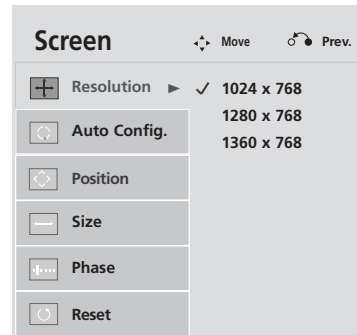 Screen
Move
Prev.
Resolution
1024 x 768
1280 x 768
1360 x 768
Auto Config.
Position
Size
Phase
Reset